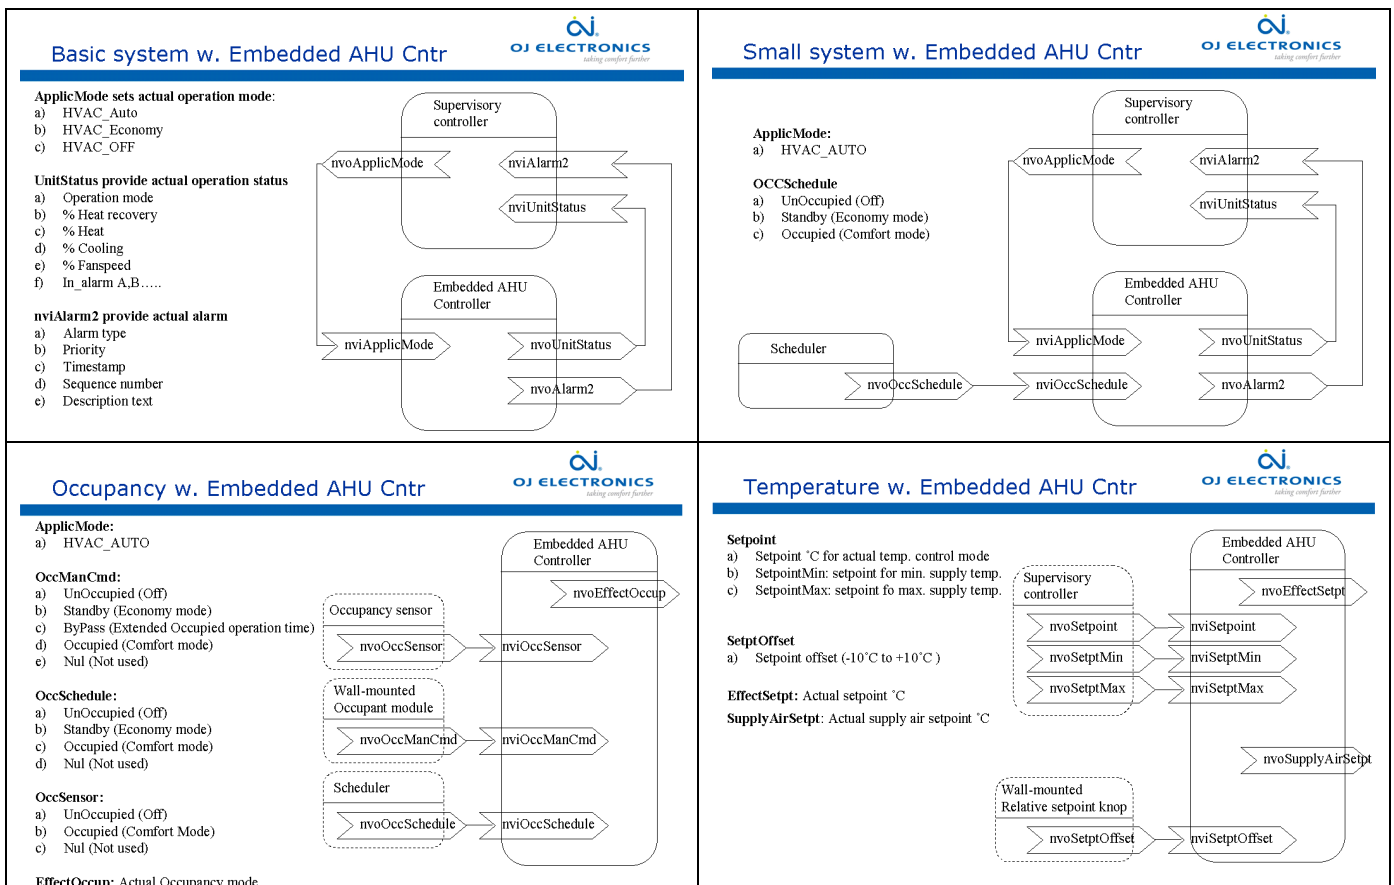 OJ ELECTRONICS
taking comfort further
Basic system w. Embedded AHU Cntr
ApplicMode sets actual operation mode:
a) HVAC_Auto
b) HVAC_Economy
c) HVAC_OFF
UnitStatus provide actual operation status
a) Operation mode
b) % Heat recovery
c) % Heat
d) % Cooling
e) % Fanspeed
f) In_alarm A,B…..
nviAlarm2 provide actual alarm
a) Alarm type
b) Priority
c) Timestamp
d) Sequence number
e) Description text
Supervisory
controller
nvoApplicMode
nviAlarm2
nviUnitStatus
Embedded AHU
Controller
nviApplicMode
nvoUnitStatus
nvoAlarm2
OJ ELECTRONICS
taking comfort further
Small system w. Embedded AHU Cntr
ApplicMode:
a) HVAC_AUTO
OCCSchedule
a) UnOccupied (Off)
b) Standby (Economy mode)
c) Occupied (Comfort mode)
Supervisory
controller
nvoApplicMode
nviAlarm2
nviUnitStatus
Embedded AHU
Controller
nviApplicMode
nvoUnitStatus
Scheduler
nvoOccSchedule
nviOccSchedule
nvoAlarm2
OJ ELECTRONICS
taking comfort further
Occupancy w. Embedded AHU Cntr
ApplicMode:
a) HVAC_AUTO
OccManCmd:
a) UnOccupied (Off)
b) Standby (Economy mode)
c) ByPass (Extended Occupied operation time)
d) Occupied (Comfort mode)
e) Nul (Not used)
OccSchedule:
a) UnOccupied (Off)
b) Standby (Economy mode)
c) Occupied (Comfort mode)
d) Nul (Not used)
OccSensor:
a) UnOccupied (Off)
b) Occupied (Comfort Mode)
c) Nul (Not used)
EffectOccup: Actual Occupancy mode
Embedded AHU
Controller
nvoEffectOccup
Occupancy sensor
nvoOccSensor
nviOccSensor
Wall-mounted
Occupant module
nvoOccManCmd
nviOccManCmd
Scheduler
nvoOccSchedule
nviOccSchedule
OJ ELECTRONICS
taking comfort further
Temperature w. Embedded AHU Cntr
Setpoint
a) Setpoint ˚C for actual temp. control mode
b) SetpointMin: setpoint for min. supply temp.
c) SetpointMax: setpoint fo max. supply temp.
SetptOffset
a) Setpoint offset (-10˚C to +10˚C )
EffectSetpt: Actual setpoint ˚C
SupplyAirSetpt: Actual supply air setpoint ˚C
Embedded AHU
Controller
nvoEffectSetpt
Supervisory
controller
nvoSetpoint
nviSetpoint
nvoSetptMin
nviSetptMin
nvoSetptMax
nviSetptMax
nvoSupplyAirSetpt
Wall-mounted
Relative setpoint knop
nvoSetptOffset
nviSetptOffset